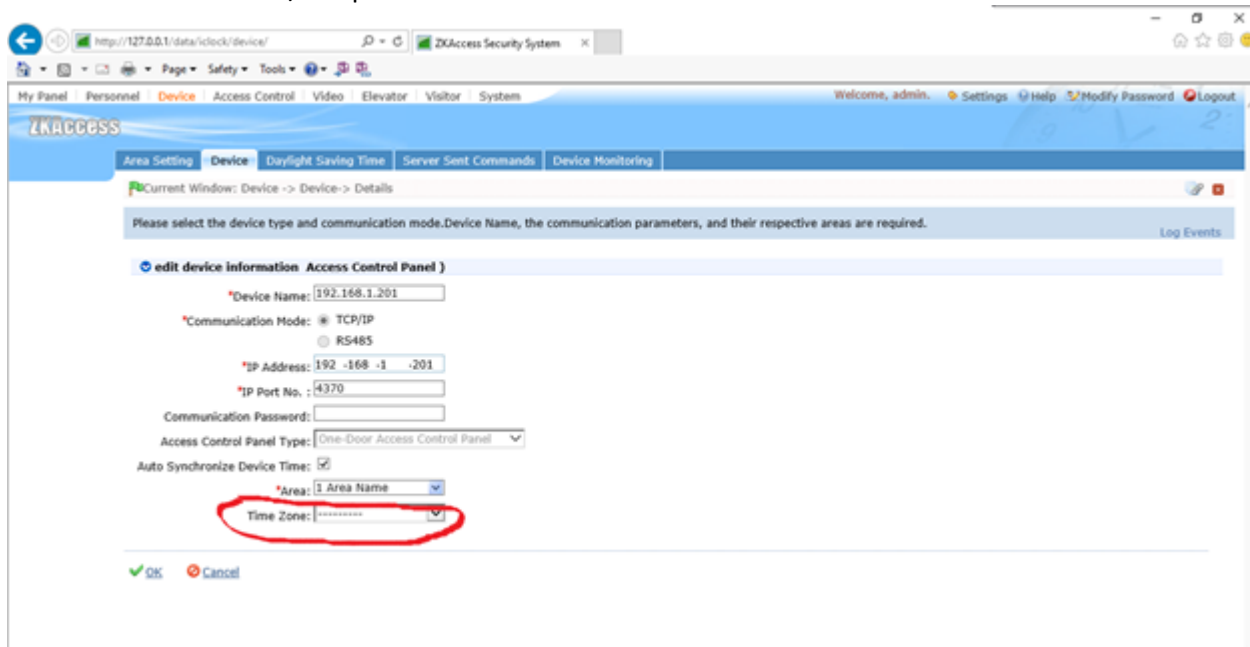 http://127.0.0.1/data/iclock/device/ ZKAccess Security System
Page Safety Tools
My Panel Personnel Device Access Control Video Elevator Visitor System Welcome, admin. Settings Help Modify Password Logout
ZKAccess
Area Setting Device Daylight Saving Time Server Sent Commands Device Monitoring
Current Window: Device -> Device-> Details
Please select the device type and communication mode.Device Name, the communication parameters, and their respective areas are required.
Log Events
edit device information Access Control Panel )
*Device Name: 192.168.1.201
*Communication Mode: TCP/IP
RS485
*IP Address: 192 -168 -1 -201
*IP Port No. : 4370
Communication Password:
Access Control Panel Type: One-Door Access Control Panel
Auto Synchronize Device Time:
*Area: 1 Area Name
Time Zone: ---------
OK Cancel